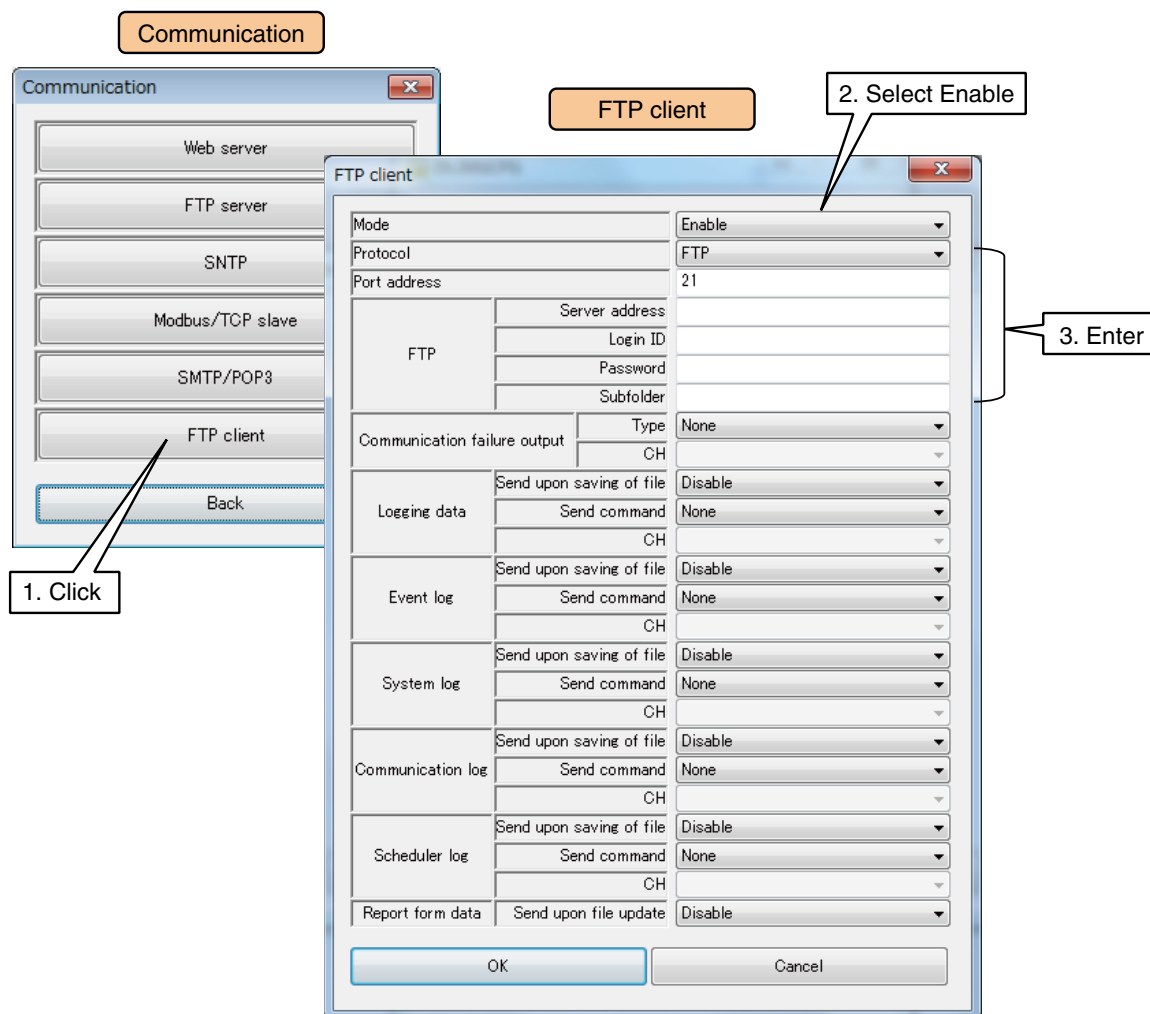 Communication
Communication
Web server
FTP server
SNTP
Modbus/TCP slave
SMTP/POP3
FTP client
Back
1. Click
FTP client
2. Select Enable
FTP client
Mode Enable
Protocol FTP
Port address 21
FTP
Server address
Login ID
Password
Subfolder
3. Enter
Communication failure output
Type None
CH
Logging data
Send upon saving of file Disable
Send command None
CH
Event log
Send upon saving of file Disable
Send command None
CH
System log
Send upon saving of file Disable
Send command None
CH
Communication log
Send upon saving of file Disable
Send command None
CH
Scheduler log
Send upon saving of file Disable
Send command None
CH
Report form data Send upon file update Disable
OK Cancel